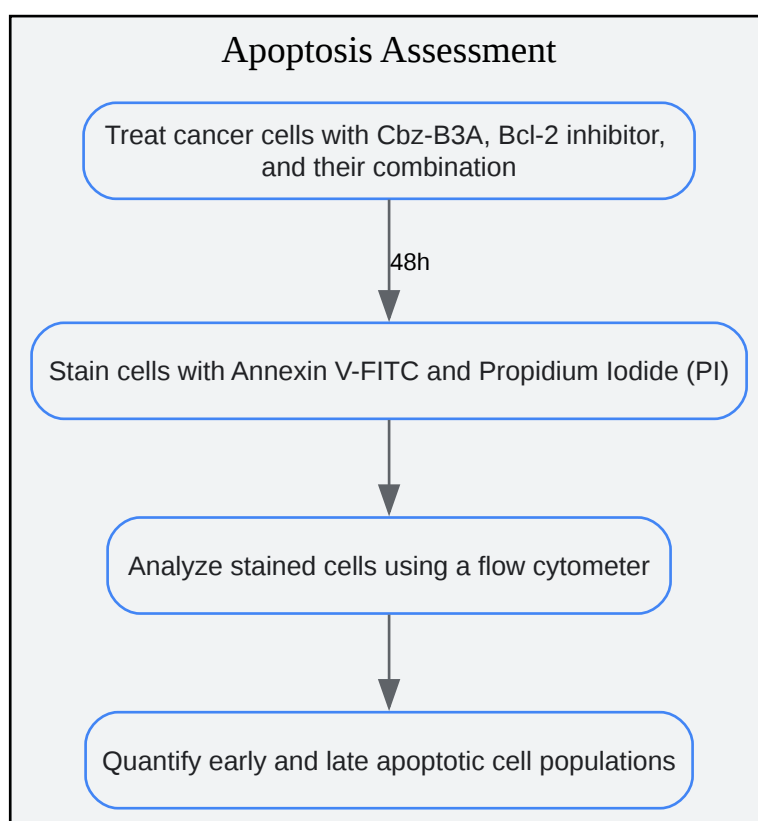 Apoptosis Assessment
Treat cancer cells with Cbz-B3A, Bcl-2 inhibitor,
and their combination
48h
Stain cells with Annexin V-FITC and Propidium Iodide (PI)
Analyze stained cells using a flow cytometer
Quantify early and late apoptotic cell populations